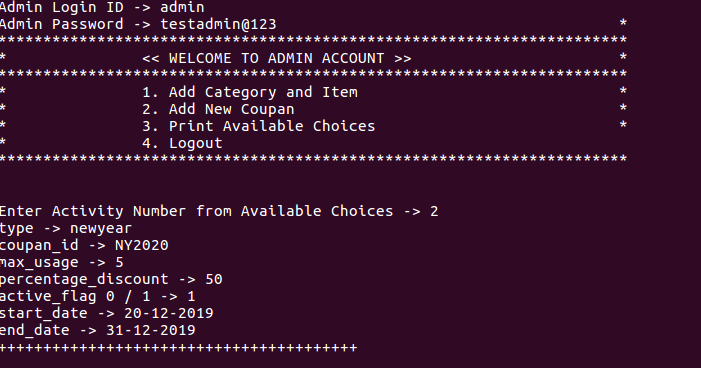 Admin Login ID -> admin
Admin Password -> testadmin@123 *
**********************************************************************
* << WELCOME TO ADMIN ACCOUNT >> *
**********************************************************************
* 1. Add Category and Item *
* 2. Add New Coupan *
* 3. Print Available Choices *
* 4. Logout
**********************************************************************
Enter Activity Number from Available Choices -> 2
type -> newyear
coupan_id -> NY2020
max_usage -> 5
percentage_discount -> 50
active_flag 0 / 1 -> 1
start_date -> 20-12-2019
end_date -> 31-12-2019
++++++++++++++++++++++++++++++++++++++++